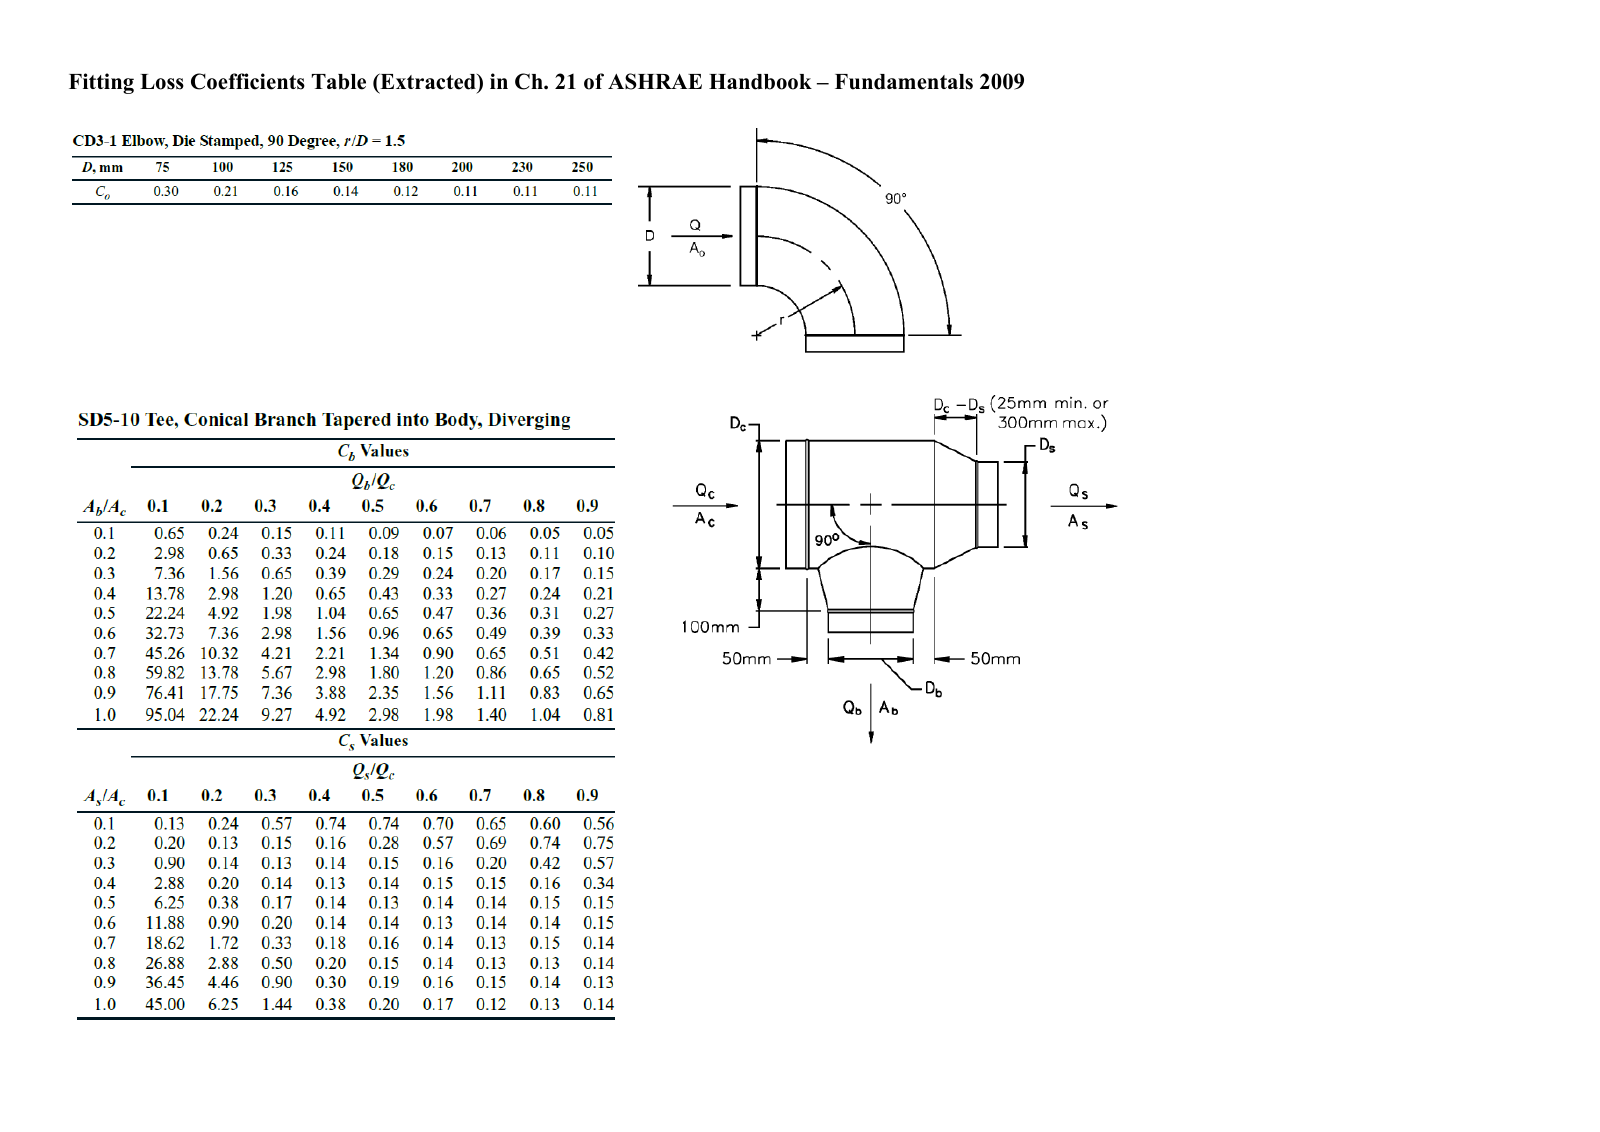 Fitting Loss Coefficients Table (Extracted) in Ch. 21 of ASHRAE Handbook – Fundamentals 2009
CD3-1 Elbow, Die Stamped, 90 Degree, r/D = 1.5
D, mm 75 100 125 150 180 200 230 250
Co 0.30 0.21 0.16 0.14 0.12 0.11 0.11 0.11
90°
D
Q
Ao
r
SD5-10 Tee, Conical Branch Tapered into Body, Diverging
Cb Values
Qb/Qc
Ab/Ac 0.1 0.2 0.3 0.4 0.5 0.6 0.7 0.8 0.9
0.1 0.65 0.24 0.15 0.11 0.09 0.07 0.06 0.05 0.05
0.2 2.98 0.65 0.33 0.24 0.18 0.15 0.13 0.11 0.10
0.3 7.36 1.56 0.65 0.39 0.29 0.24 0.20 0.17 0.15
0.4 13.78 2.98 1.20 0.65 0.43 0.33 0.27 0.24 0.21
0.5 22.24 4.92 1.98 1.04 0.65 0.47 0.36 0.31 0.27
0.6 32.73 7.36 2.98 1.56 0.96 0.65 0.49 0.39 0.33
0.7 45.26 10.32 4.21 2.21 1.34 0.90 0.65 0.51 0.42
0.8 59.82 13.78 5.67 2.98 1.80 1.20 0.86 0.65 0.52
0.9 76.41 17.75 7.36 3.88 2.35 1.56 1.11 0.83 0.65
1.0 95.04 22.24 9.27 4.92 2.98 1.98 1.40 1.04 0.81
Cs Values
Qs/Qc
As/Ac 0.1 0.2 0.3 0.4 0.5 0.6 0.7 0.8 0.9
0.1 0.13 0.24 0.57 0.74 0.74 0.70 0.65 0.60 0.56
0.2 0.20 0.13 0.15 0.16 0.28 0.57 0.69 0.74 0.75
0.3 0.90 0.14 0.13 0.14 0.15 0.16 0.20 0.42 0.57
0.4 2.88 0.20 0.14 0.13 0.14 0.15 0.15 0.16 0.34
0.5 6.25 0.38 0.17 0.14 0.13 0.14 0.14 0.15 0.15
0.6 11.88 0.90 0.20 0.14 0.14 0.13 0.14 0.14 0.15
0.7 18.62 1.72 0.33 0.18 0.16 0.14 0.13 0.15 0.14
0.8 26.88 2.88 0.50 0.20 0.15 0.14 0.13 0.13 0.14
0.9 36.45 4.46 0.90 0.30 0.19 0.16 0.15 0.14 0.13
1.0 45.00 6.25 1.44 0.38 0.20 0.17 0.12 0.13 0.14
Dc –Ds (25mm min. or
300mm max.)
Dc
Ds
Qc
Ac
Qs
As
90°
100mm
50mm
50mm
Db
Qb Ab